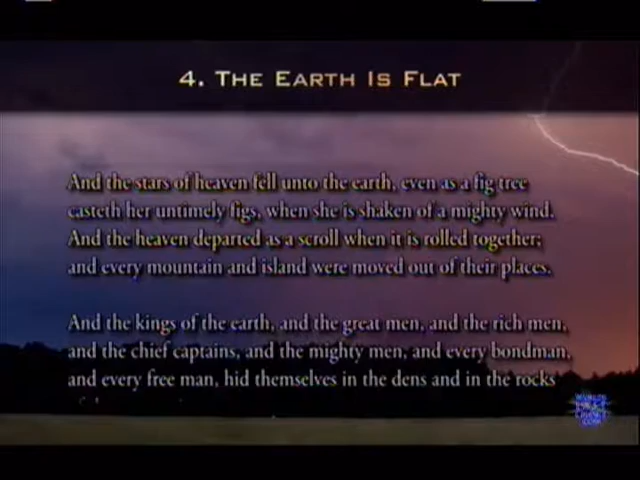 4. THE EARTH IS FLAT
And the stars of heaven fell unto the earth, even as a fig tree
casteth her untimely figs, when she is shaken of a mighty wind.
And the heaven departed as a scroll when it is rolled together;
and every mountain and island were moved out of their places.
And the kings of the earth, and the great men, and the rich men,
and the chief captains, and the mighty men, and every bondman,
and every free man, hid themselves in the dens and in the rocks